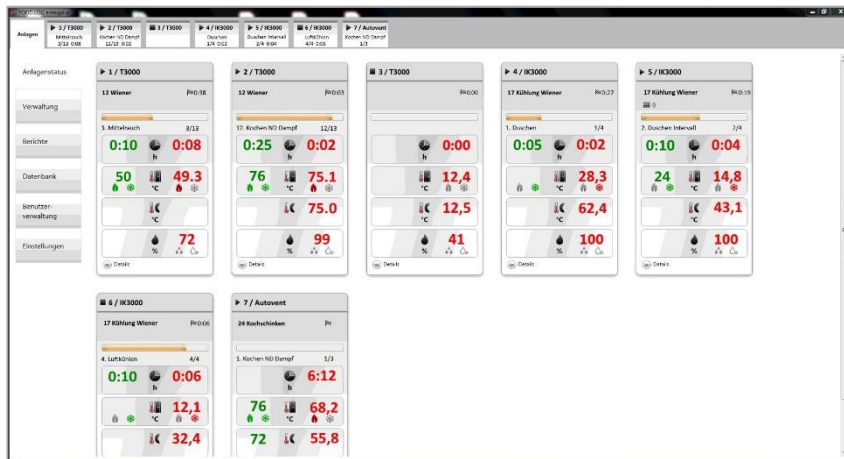 Anlagen
1 / T3000
Mittelrauch
3/13 0:08
2 / T3000
Kochen ND Dampf
12/13 0:02
3 / T3000
4 / IK3000
Duschen
1/4 0:02
5 / IK3000
Duschen Intervall
2/4 0:04
6 / IK3000
Luftkühlen
4/4 0:06
7 / Autovent
Kochen ND Dampf
1/3
Anlagenstatus
Verwaltung
Berichte
Datenbank
Benutzer-
verwaltung
Einstellungen
1 / T3000
12 Wiener 0:38
3. Mittelrauch 3/13
0:10 h 0:08
50 °C 49.3
°C
% 72
Details
2 / T3000
12 Wiener 0:03
12. Kochen ND Dampf 12/13
0:25 h 0:02
76 °C 75.1
°C 75.0
% 99
Details
3 / T3000
0:00
h 0:00
°C 12,4
°C 12,5
% 41
Details
4 / IK3000
17 Kühlung Wiener 0:27
1. Duschen 1/4
0:05 h 0:02
°C 28,3
°C 62,4
% 100
Details
5 / IK3000
17 Kühlung Wiener 0:19
0
2. Duschen Intervall 2/4
0:10 h 0:04
24 °C 14,8
°C 43,1
% 100
Details
6 / IK3000
17 Kühlung Wiener 0:06
4. Luftkühlen 4/4
0:10 h 0:06
°C 12,1
32,4
7 / Autovent
24 Kochschinken
1. Kochen ND Dampf 1/3
h 6:12
76 °C 68,2
72 55,8